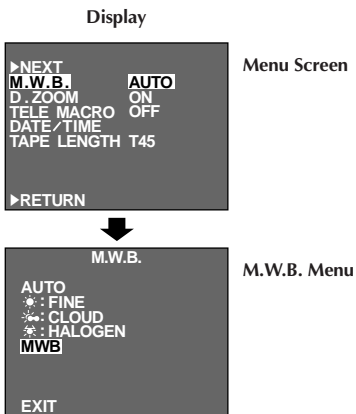 Display
▶NEXT
M.W.B. AUTO
D.ZOOM ON
TELE MACRO OFF
DATE/TIME
TAPE LENGTH T45
▶RETURN
Menu Screen
M.W.B.
AUTO
: FINE
: CLOUD
: HALOGEN
MWB
EXIT
M.W.B. Menu